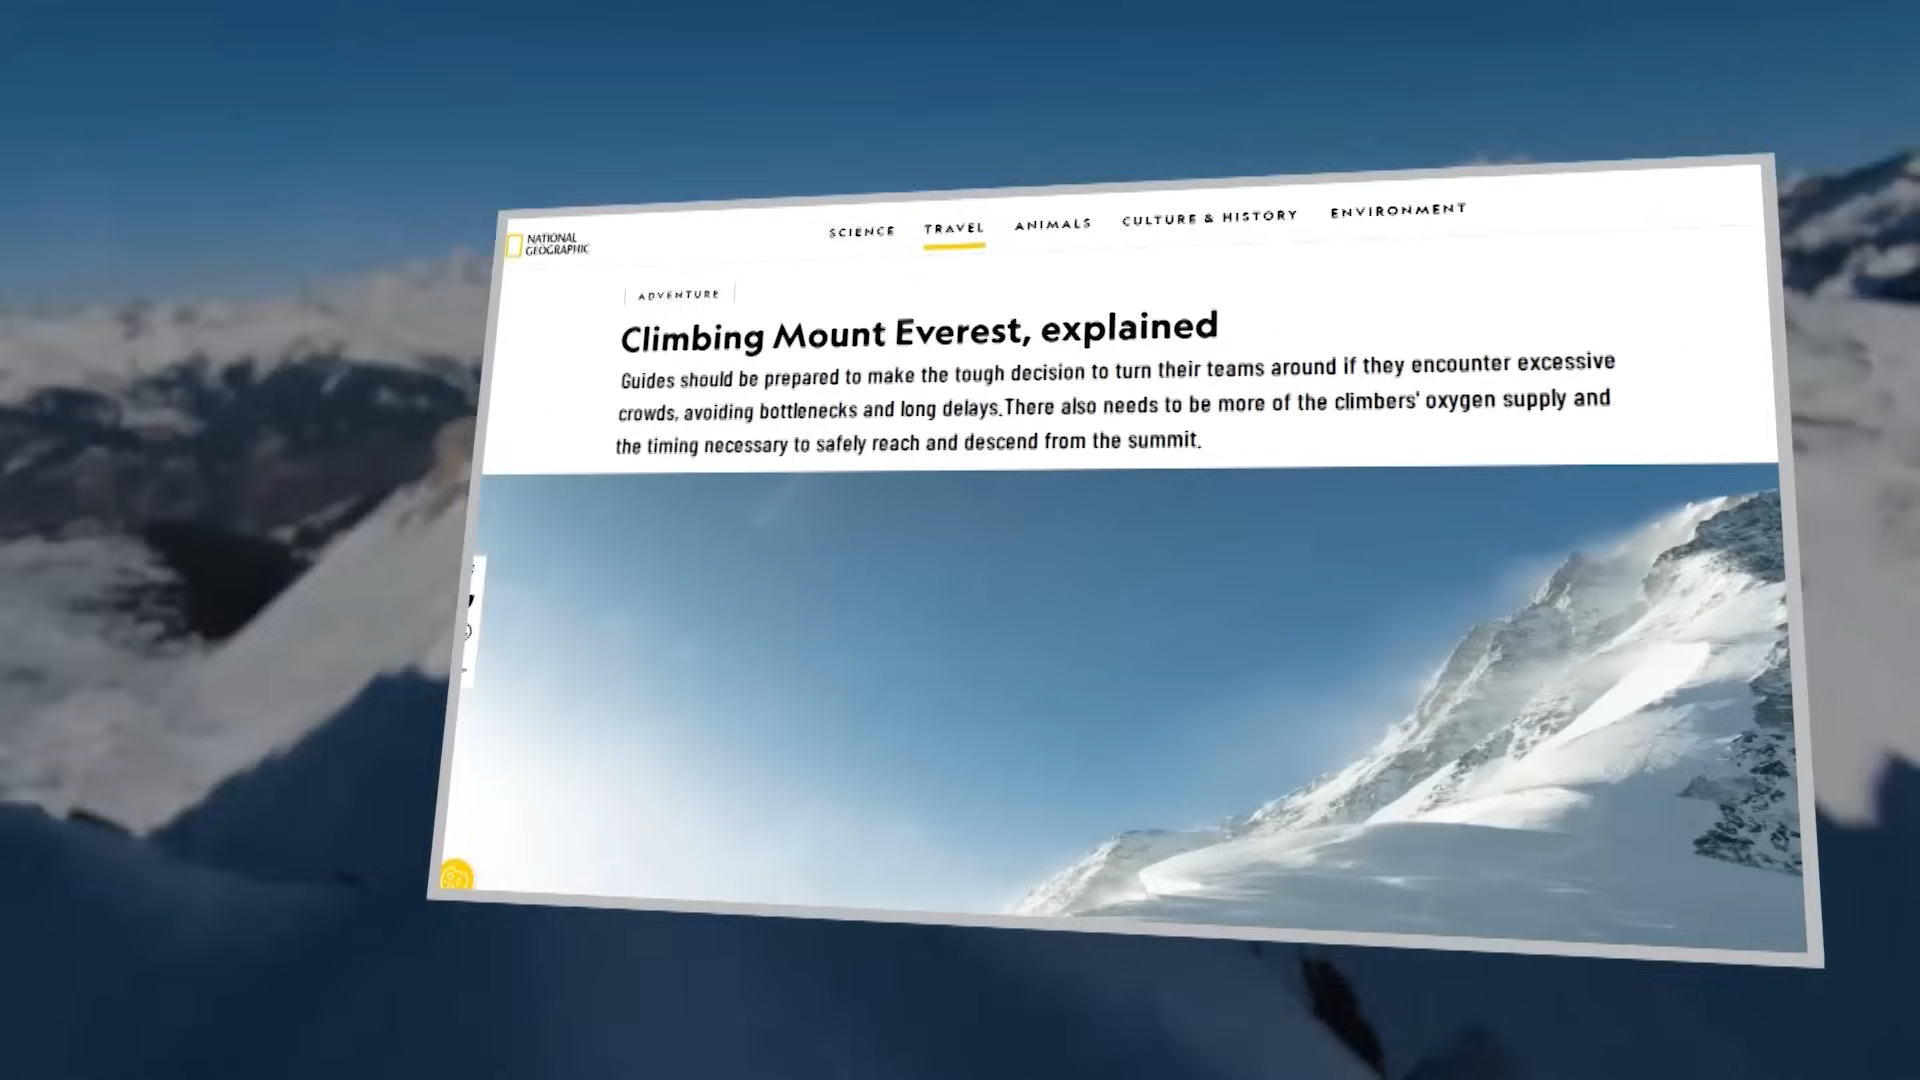 NATIONAL
GEOGRAPHIC
SCIENCE TRAVEL ANIMALS CULTURE & HISTORY ENVIRONMENT
ADVENTURE
Climbing Mount Everest, explained
Guides should be prepared to make the tough decision to turn their teams around if they encounter excessive
crowds, avoiding bottlenecks and long delays.There also needs to be more of the climbers' oxygen supply and
the timing necessary to safely reach and descend from the summit.